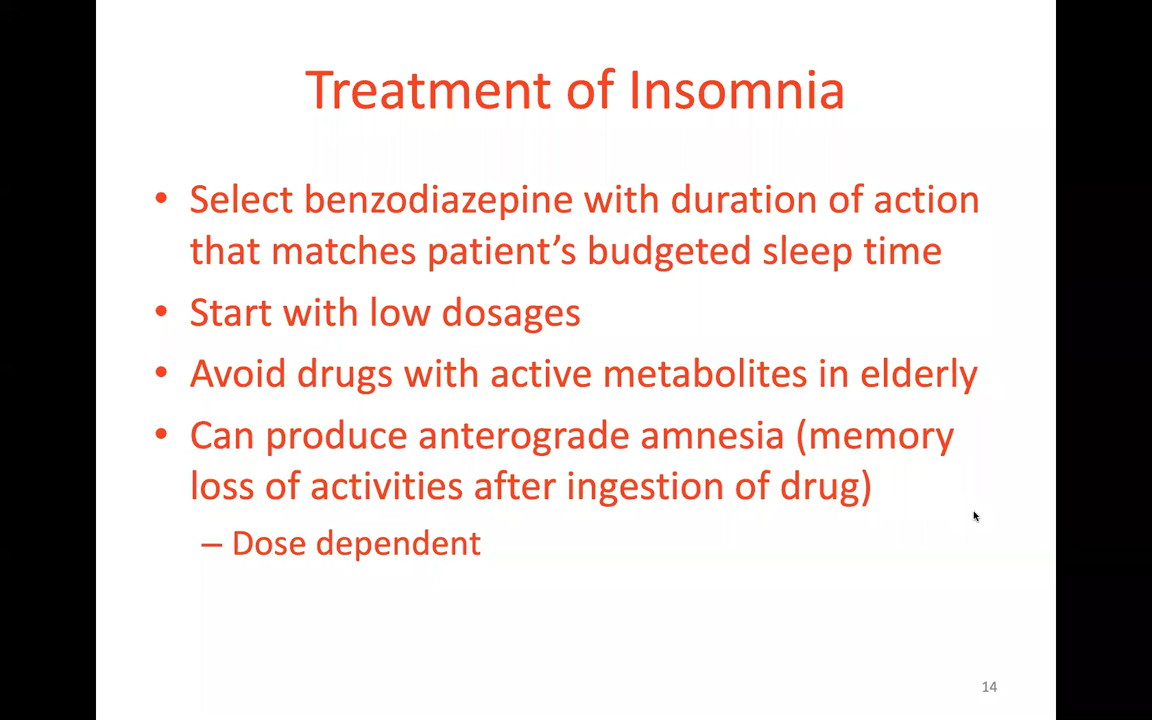 Treatment of Insomnia
• Select benzodiazepine with duration of action
that matches patient’s budgeted sleep time
• Start with low dosages
• Avoid drugs with active metabolites in elderly
• Can produce anterograde amnesia (memory
loss of activities after ingestion of drug)
– Dose dependent
14